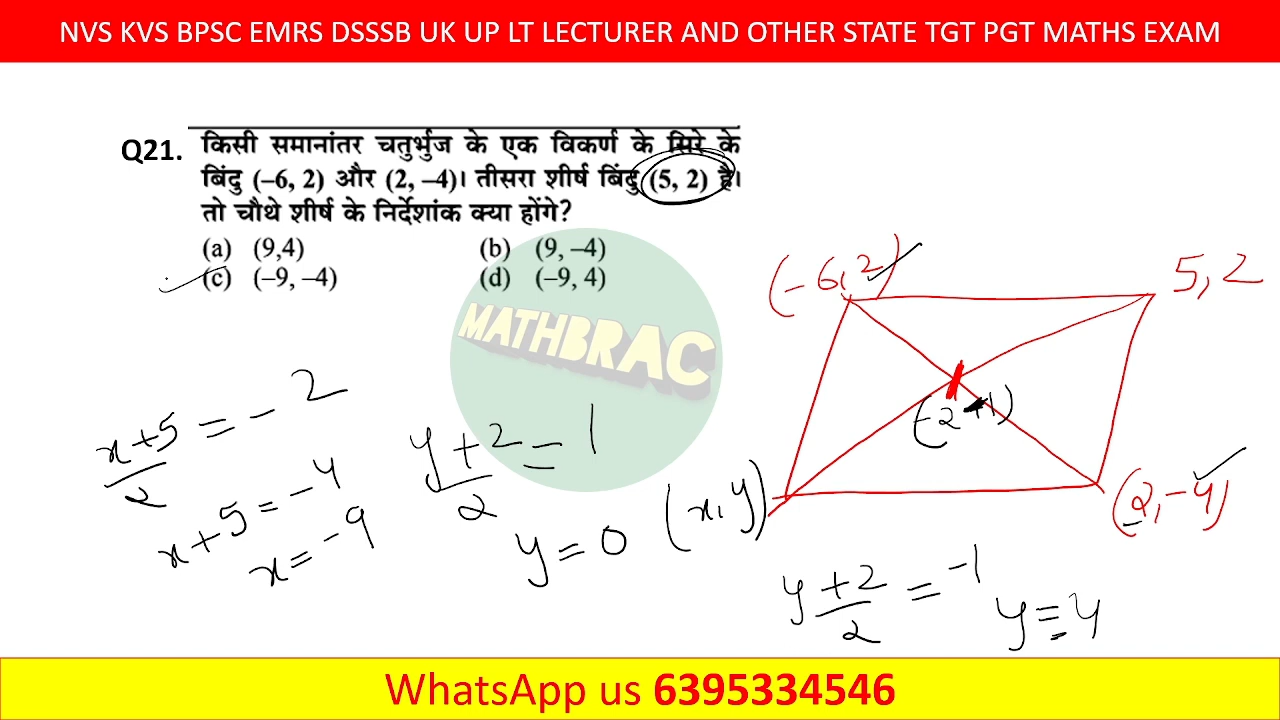 NVS KVS BPSC EMRS DSSSB UK UP LT LECTURER AND OTHER STATE TGT PGT MATHS EXAM
Q21. किसी समानांतर चतुर्भुज के एक विकर्ण के सिरे के
बिंदु (–6, 2) और (2, –4)। तीसरा शीर्ष बिंदु (5, 2) है।
तो चौथे शीर्ष के निर्देशांक क्या होंगे?
(a) (9,4) (b) (9, –4)
(c) (–9, –4) (d) (–9, 4)
MATHBRAC
(-6,2)
5,2
(-2 -1)
(x,y)
(2,-4)
x+5/2 = -2
x+5 = -4
x = -9
y+2/2 = 1
y = 0
y+2/2 = -1
y = 4
WhatsApp us 6395334546